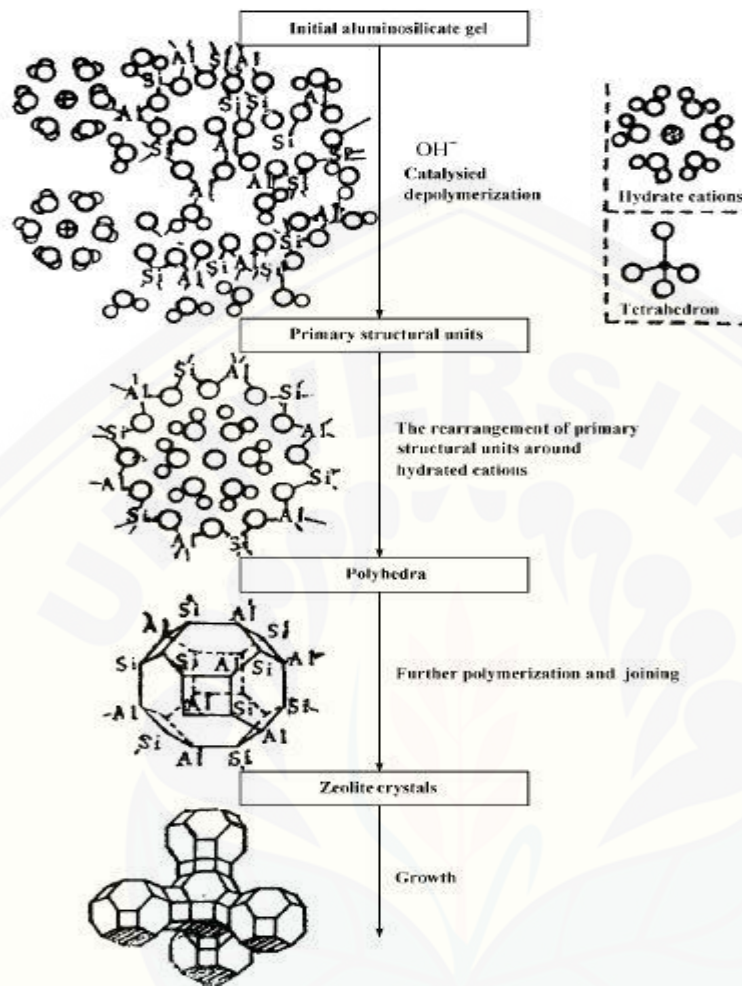 Initial aluminosilicate gel
OH⁻
Catalysied
depolymerization
Hydrate cations
Tetrahedron
Primary structural units
The rearrangement of primary
structural units around
hydrated cations
Polyhedra
Further polymerization and joining
Zeolite crystals
Growth